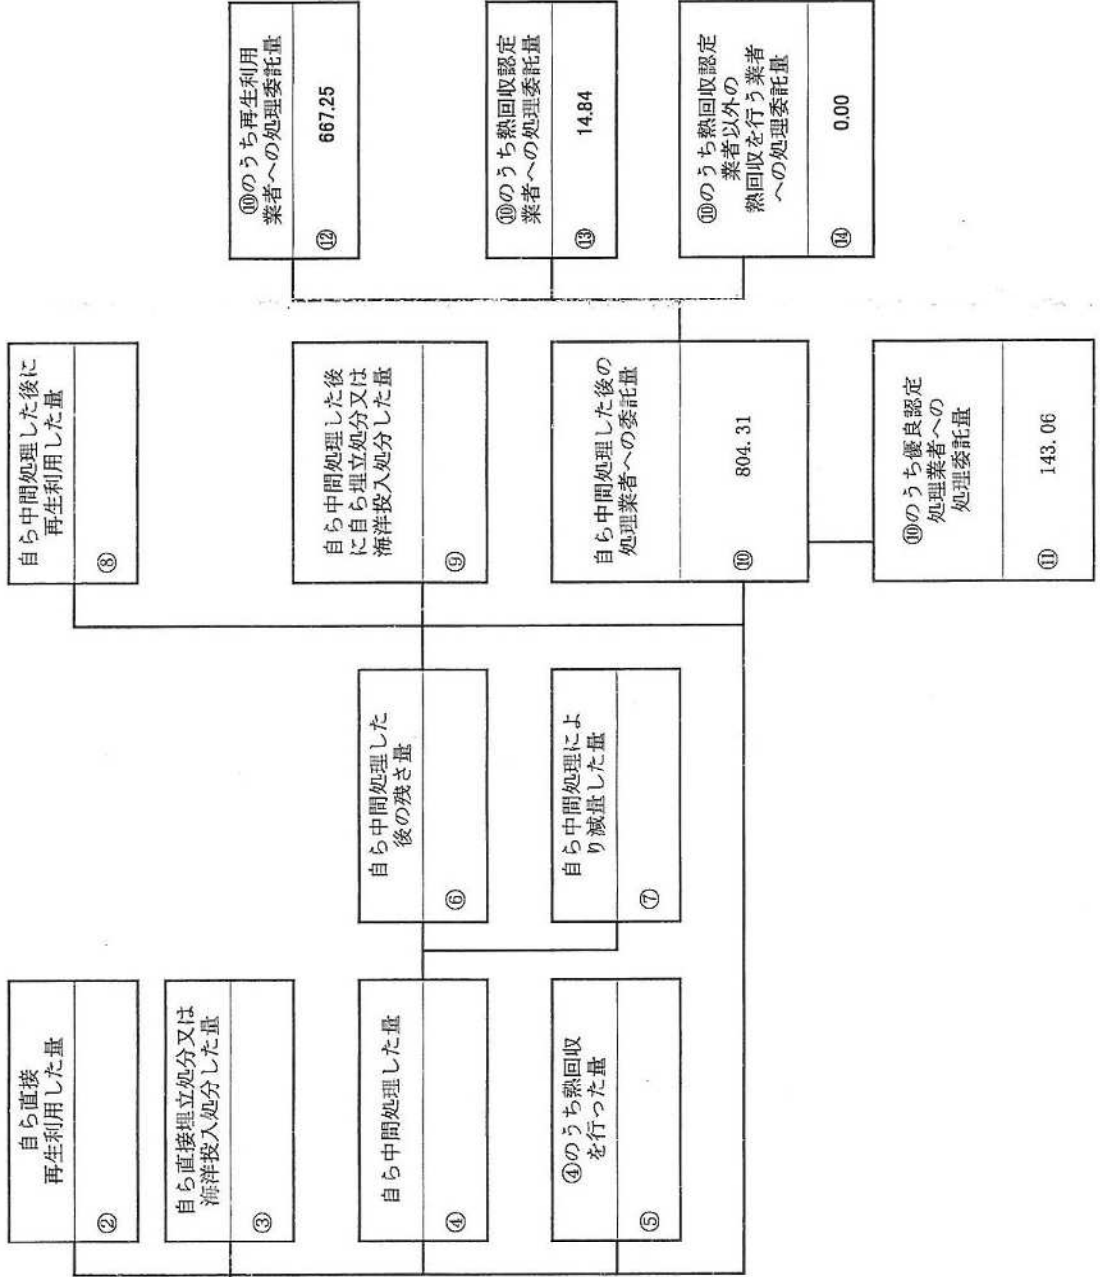 自ら直接
再生利用した量
②
自ら直接埋立処分又は
海洋投入処分した量
③
自ら中間処理した量
④
④のうち熱回収
を行った量
⑤
自ら中間処理した
後の残さ量
⑥
自ら中間処理によ
り減量した量
⑦
自ら中間処理した後に
再生利用した量
⑧
自ら中間処理した後
に自ら埋立処分又は
海洋投入処分した量
⑨
自ら中間処理した後の
処理業者への委託量
⑩ 804.31
⑩のうち優良認定
処理業者への
処理委託量
⑪ 143.06
⑩のうち再生利用
業者への処理委託量
⑫ 667.25
⑩のうち熱回収認定
業者への処理委託量
⑬ 14.84
⑩のうち熱回収認定
業者以外の
熱回収を行う業者
への処理委託量
⑭ 0.00